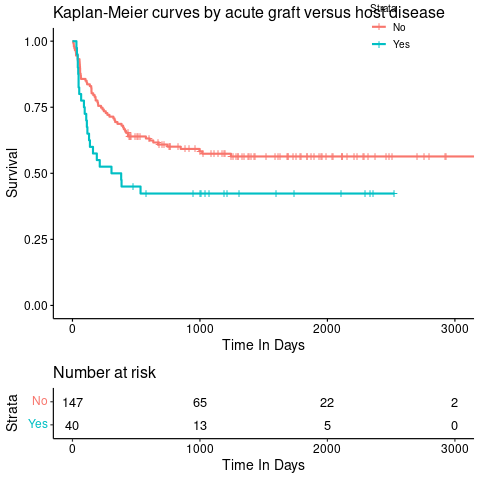 Kaplan-Meier curves by acute graft versus host disease
Strata
No
Yes
1.00
0.75
0.50
0.25
0.00
Survival
0 1000 2000 3000
Time In Days
Number at risk
Strata
No 147 65 22 2
Yes 40 13 5 0
0 1000 2000 3000
Time In Days